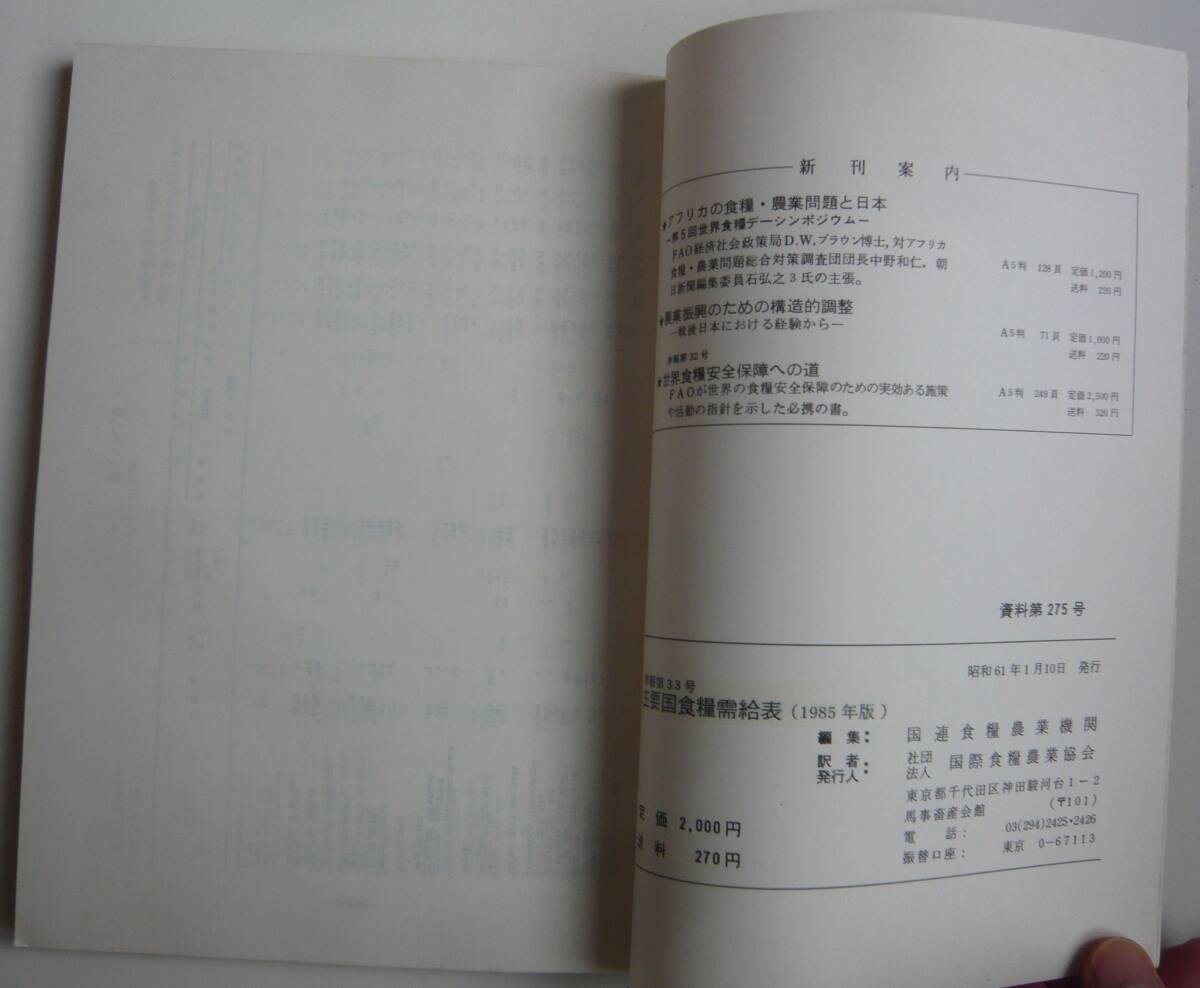 新刊案内
★アフリカの食糧・農業問題と日本
―第5回世界食糧デーシンポジウム―
FAO経済社会政策局D.W.ブラウン博士,対アフリカ
食糧・農業問題総合対策調査団団長中野和仁,朝
日新聞編集委員石弘之3氏の主張。
A5判 128頁 定価1,200円
送料 220円
★農業振興のための構造的調整
―戦後日本における経験から―
A5判 71頁 定価1,000円
送料 220円
季報第32号
★世界食糧安全保障への道
FAOが世界の食糧安全保障のための実効ある施策
や活動の指針を示した必携の書。
A5判 249頁 定価2,500円
送料 320円
資料第275号
昭和61年1月10日 発行
季報第33号
主要国食糧需給表(1985年版)
編集: 国連食糧農業機関
訳者・発行人: 社団法人 国際食糧農業協会
東京都千代田区神田駿河台1-2
馬事畜産会館 (〒101)
電話: 03(294)2425・2426
振替口座: 東京 0-67113
定価 2,000円
送料 270円